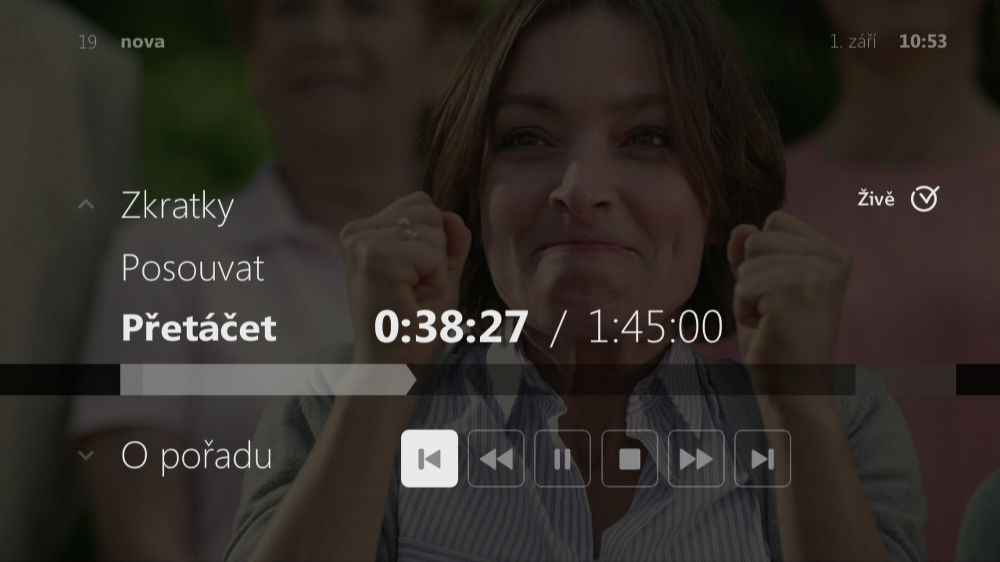 19 nova
1. září 10:53
Zkratky
Živě
Posouvat
Přetáčet 0:38:27 / 1:45:00
O pořadu